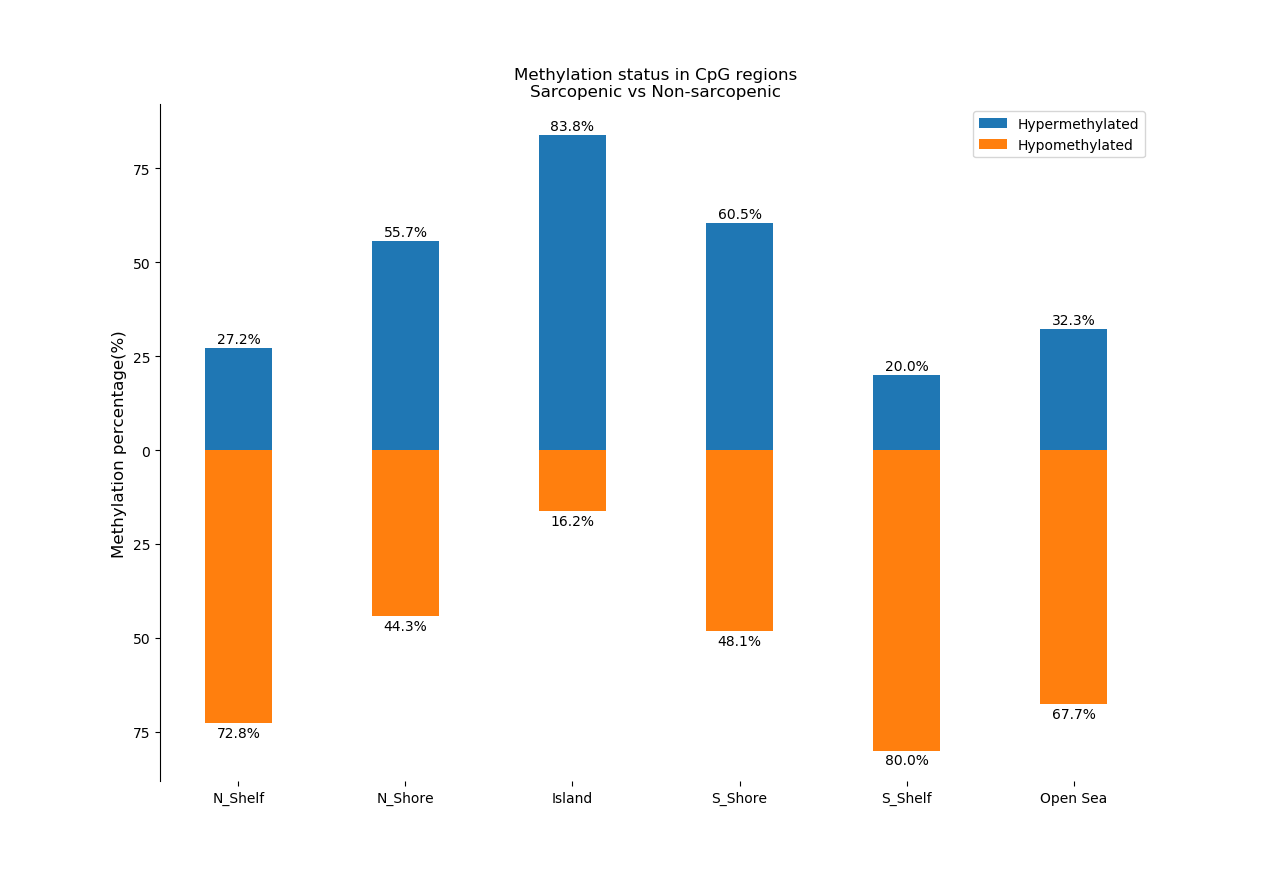 Methylation status in CpG regions
Sarcopenic vs Non-sarcopenic
Hypermethylated
Hypomethylated
Methylation percentage(%)
75
50
25
0
25
50
75
27.2%
55.7%
83.8%
60.5%
20.0%
32.3%
72.8%
44.3%
16.2%
48.1%
80.0%
67.7%
N_Shelf
N_Shore
Island
S_Shore
S_Shelf
Open Sea